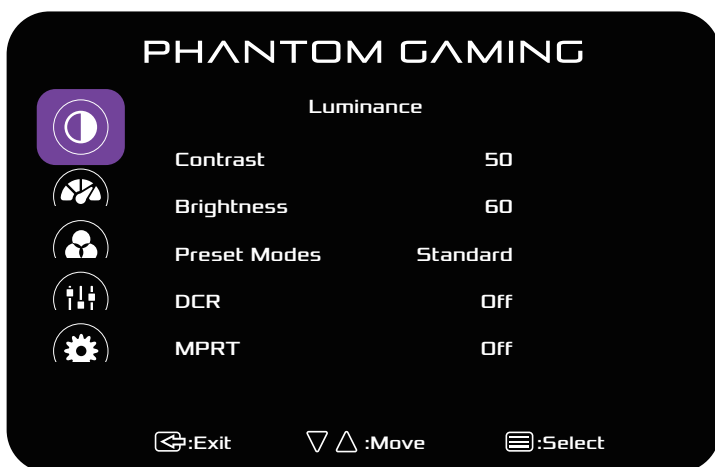 PHANTOM GAMING
Luminance
Contrast 50
Brightness 60
Preset Modes Standard
DCR Off
MPRT Off
:Exit :Move :Select